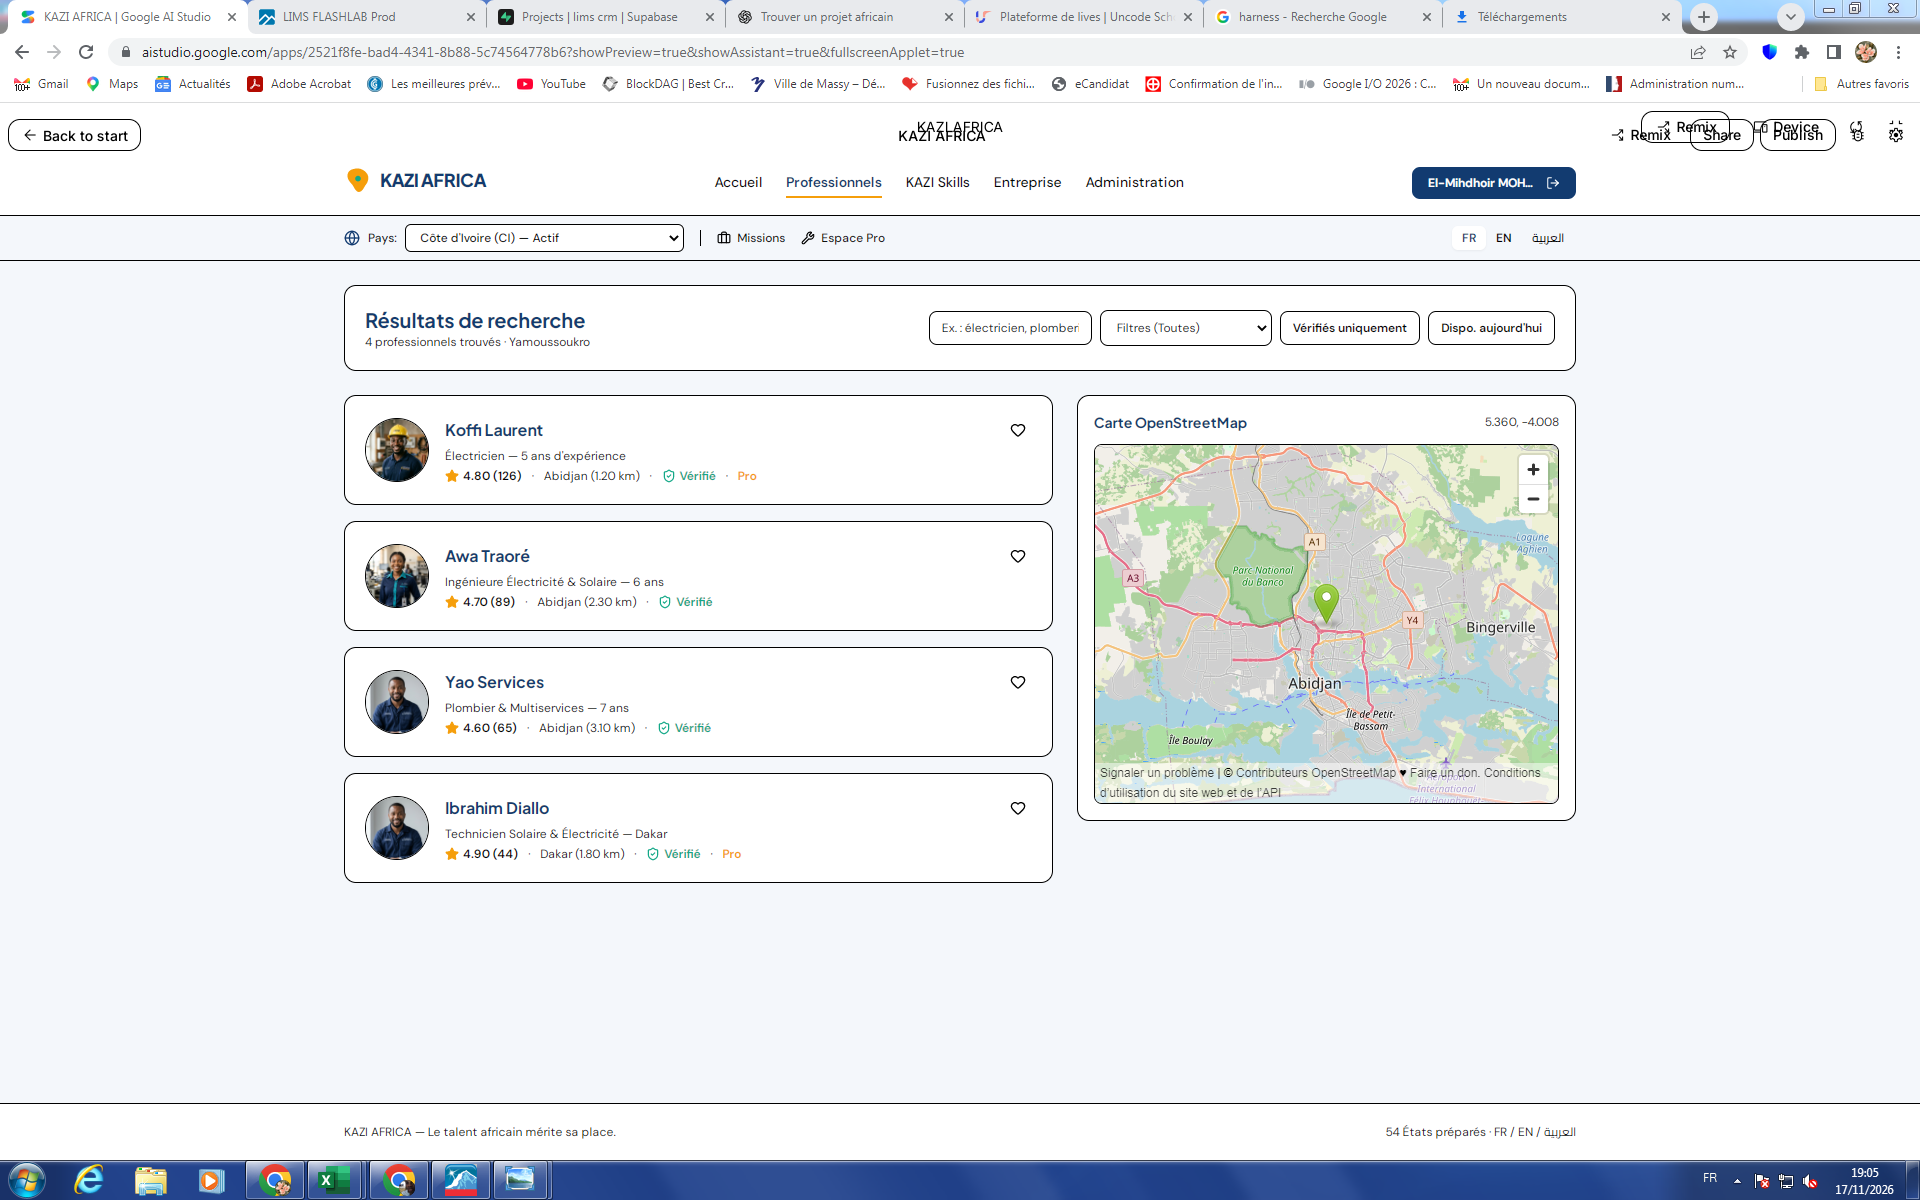 KAZI AFRICA | Google AI Studio
LIMS FLASHLAB Prod
Projects | lims crm | Supabase
Trouver un projet africain
Plateforme de lives | Uncode Sch
harness - Recherche Google
Téléchargements
aistudio.google.com/apps/2521f8fe-bad4-4341-8b88-5c74564778b6?showPreview=true&showAssistant=true&fullscreenApplet=true
Gmail
Maps
Actualités
Adobe Acrobat
Les meilleures prév...
YouTube
BlockDAG | Best Cr...
Ville de Massy – Dé...
Fusionnez des fichi...
eCandidat
Confirmation de l'in...
Google I/O 2026 : C...
Un nouveau docum...
Administration num...
Autres favoris
Back to start
KAZI AFRICA
KAZI AFRICA
Remix
Device
Remix
Share
Publish
KAZI AFRICA
Accueil
Professionnels
KAZI Skills
Entreprise
Administration
El-Mihdhoir MOH...
Pays:
Côte d'Ivoire (CI) — Actif
Missions
Espace Pro
FR
EN
العربية
Résultats de recherche
4 professionnels trouvés · Yamoussoukro
Ex. : électricien, plomber
Filtres (Toutes)
Vérifiés uniquement
Dispo. aujourd'hui
Koffi Laurent
Électricien — 5 ans d'expérience
4.80 (126) · Abidjan (1.20 km) · Vérifié · Pro
Awa Traoré
Ingénieure Électricité & Solaire — 6 ans
4.70 (89) · Abidjan (2.30 km) · Vérifié
Yao Services
Plombier & Multiservices — 7 ans
4.60 (65) · Abidjan (3.10 km) · Vérifié
Ibrahim Diallo
Technicien Solaire & Électricité — Dakar
4.90 (44) · Dakar (1.80 km) · Vérifié · Pro
Carte OpenStreetMap
5.360, -4.008
+
−
Lagune
Aghien
A1
A3
Parc National
du Banco
Y4
Bingerville
Abidjan
Île de Petit-
Bassam
Île Boulay
Aéroport
International
Félix Houphouët-
Signaler un problème | © Contributeurs OpenStreetMap ♥ Faire un don. Conditions
d'utilisation du site web et de l'API
KAZI AFRICA — Le talent africain mérite sa place.
54 États préparés · FR / EN / العربية
FR
19:05
17/11/2026